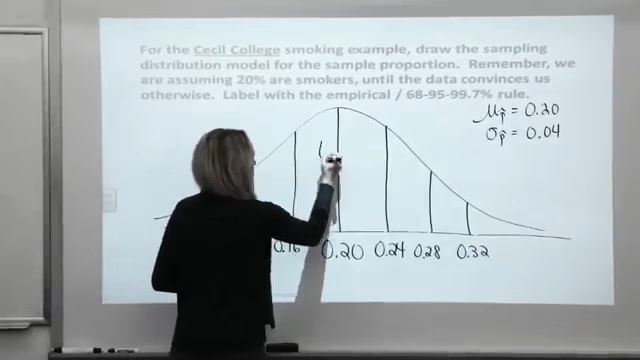 For the Cecil College smoking example, draw the sampling
distribution model for the sample proportion.  Remember, we
are assuming 20% are smokers, until the data convinces us
otherwise.  Label with the empirical / 68-95-99.7% rule.
μp̂ = 0.20
σp̂ = 0.04
0.16 0.20 0.24 0.28 0.32